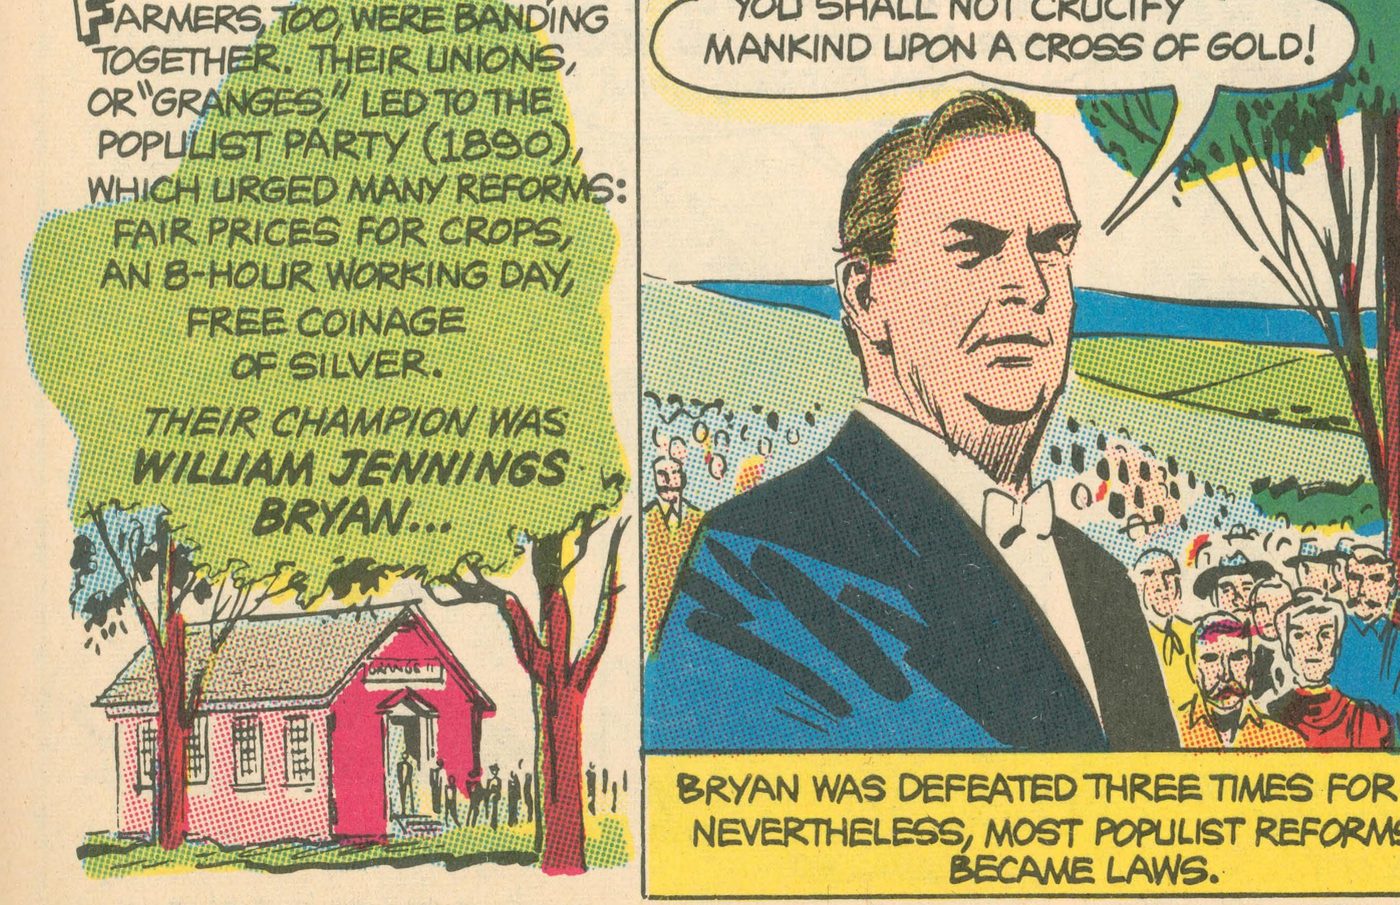 FARMERS, TOO, WERE BANDING
TOGETHER. THEIR UNIONS,
OR "GRANGES," LED TO THE
POPULIST PARTY (1890),
WHICH URGED MANY REFORMS:
FAIR PRICES FOR CROPS,
AN 8-HOUR WORKING DAY,
FREE COINAGE
OF SILVER.
THEIR CHAMPION WAS
WILLIAM JENNINGS
BRYAN...
YOU SHALL NOT CRUCIFY
MANKIND UPON A CROSS OF GOLD!
BRYAN WAS DEFEATED THREE TIMES FOR
NEVERTHELESS, MOST POPULIST REFORMS
BECAME LAWS.